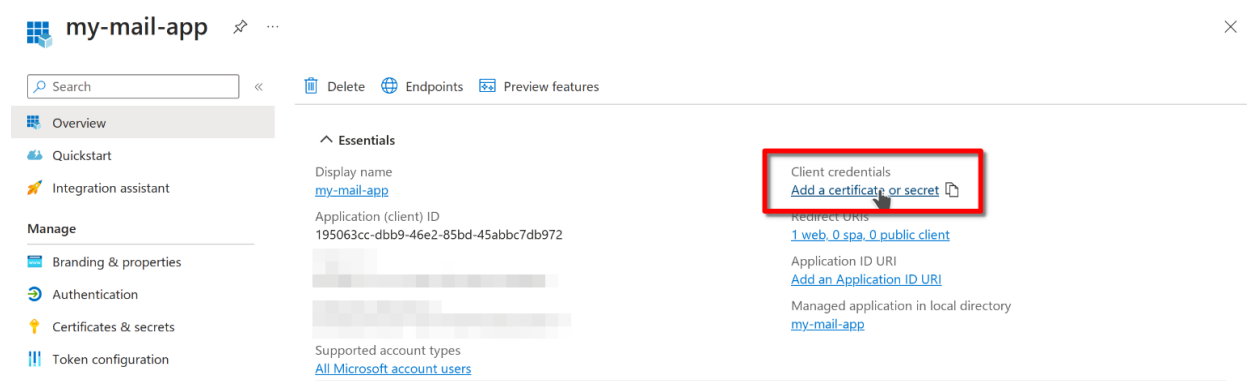 my-mail-app
Search
Delete Endpoints Preview features
Overview
Quickstart
Integration assistant
Manage
Branding & properties
Authentication
Certificates & secrets
Token configuration
Essentials
Display name
my-mail-app
Application (client) ID
195063cc-dbb9-46e2-85bd-45abbc7db972
Supported account types
All Microsoft account users
Client credentials
Add a certificate or secret
Redirect URIs
1 web, 0 spa, 0 public client
Application ID URI
Add an Application ID URI
Managed application in local directory
my-mail-app